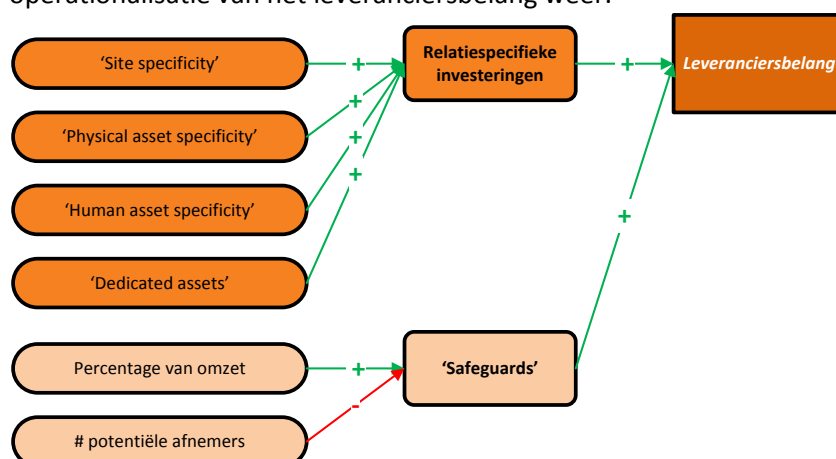 operationalisatie van het leveranciersbelang weer.
'Site specificity'
+
Relatiespecifieke
investeringen
+
Leveranciersbelang
+
'Physical asset specificity'
+
+
'Human asset specificity'
+
'Dedicated assets'
Percentage van omzet
+
'Safeguards'
-
# potentiële afnemers